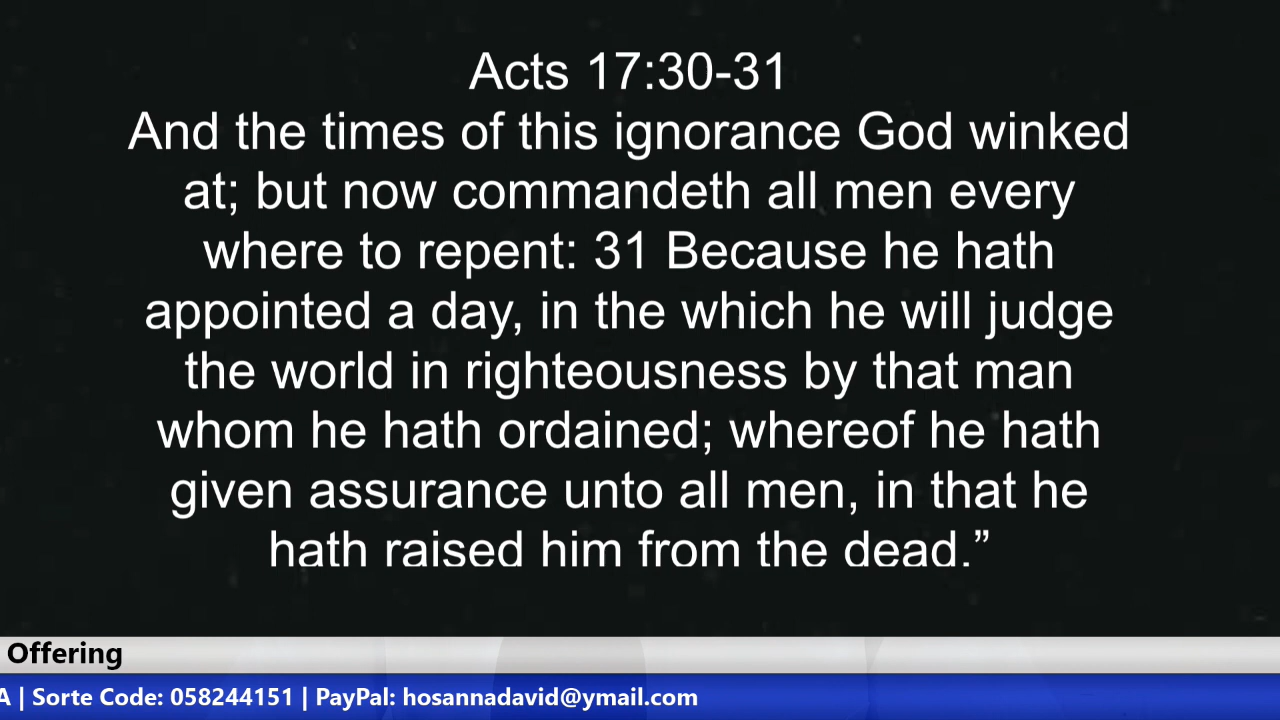 Acts 17:30-31
And the times of this ignorance God winked
at; but now commandeth all men every
where to repent: 31 Because he hath
appointed a day, in the which he will judge
the world in righteousness by that man
whom he hath ordained; whereof he hath
given assurance unto all men, in that he
hath raised him from the dead.”
Offering
A | Sorte Code: 058244151 | PayPal: hosannadavid@ymail.com